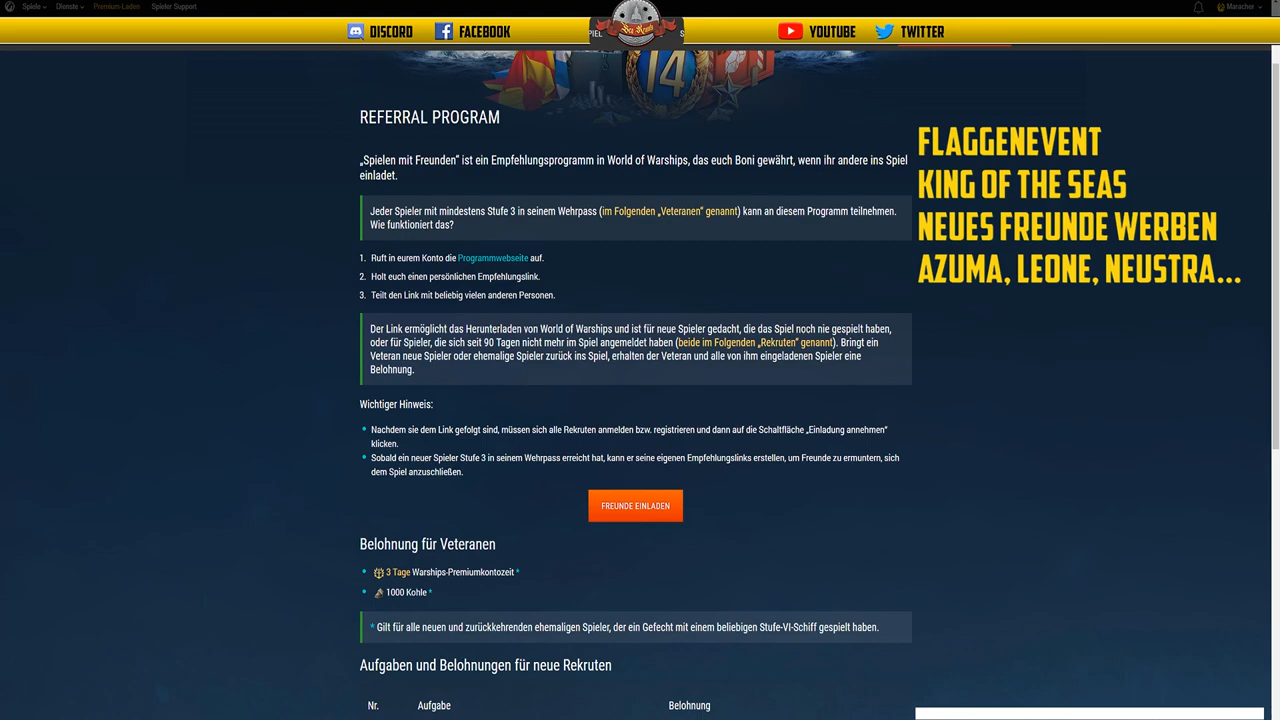 Spiele
Dienste
Premium-Laden
Spieler Support
Maracher
DISCORD
FACEBOOK
YOUTUBE
TWITTER
14
REFERRAL PROGRAM
„Spielen mit Freunden“ ist ein Empfehlungsprogramm in World of Warships, das euch Boni gewährt, wenn ihr andere ins Spiel
einladet.
Jeder Spieler mit mindestens Stufe 3 in seinem Wehrpass (im Folgenden „Veteranen“ genannt) kann an diesem Programm teilnehmen.
Wie funktioniert das?
1. Ruft in eurem Konto die Programmwebseite auf.
2. Holt euch einen persönlichen Empfehlungslink.
3. Teilt den Link mit beliebig vielen anderen Personen.
Der Link ermöglicht das Herunterladen von World of Warships und ist für neue Spieler gedacht, die das Spiel noch nie gespielt haben,
oder für Spieler, die sich seit 90 Tagen nicht mehr im Spiel angemeldet haben (beide im Folgenden „Rekruten“ genannt). Bringt ein
Veteran neue Spieler oder ehemalige Spieler zurück ins Spiel, erhalten der Veteran und alle von ihm eingeladenen Spieler eine
Belohnung.
Wichtiger Hinweis:
Nachdem sie dem Link gefolgt sind, müssen sich alle Rekruten anmelden bzw. registrieren und dann auf die Schaltfläche „Einladung annehmen“
klicken.
Sobald ein neuer Spieler Stufe 3 in seinem Wehrpass erreicht hat, kann er seine eigenen Empfehlungslinks erstellen, um Freunde zu ermuntern, sich
dem Spiel anzuschließen.
FREUNDE EINLADEN
Belohnung für Veteranen
3 Tage Warships-Premiumkontozeit *
1000 Kohle *
* Gilt für alle neuen und zurückkehrenden ehemaligen Spieler, der ein Gefecht mit einem beliebigen Stufe-VI-Schiff gespielt haben.
Aufgaben und Belohnungen für neue Rekruten
Nr. Aufgabe Belohnung
FLAGGENEVENT
KING OF THE SEAS
NEUES FREUNDE WERBEN
AZUMA, LEONE, NEUSTRA...